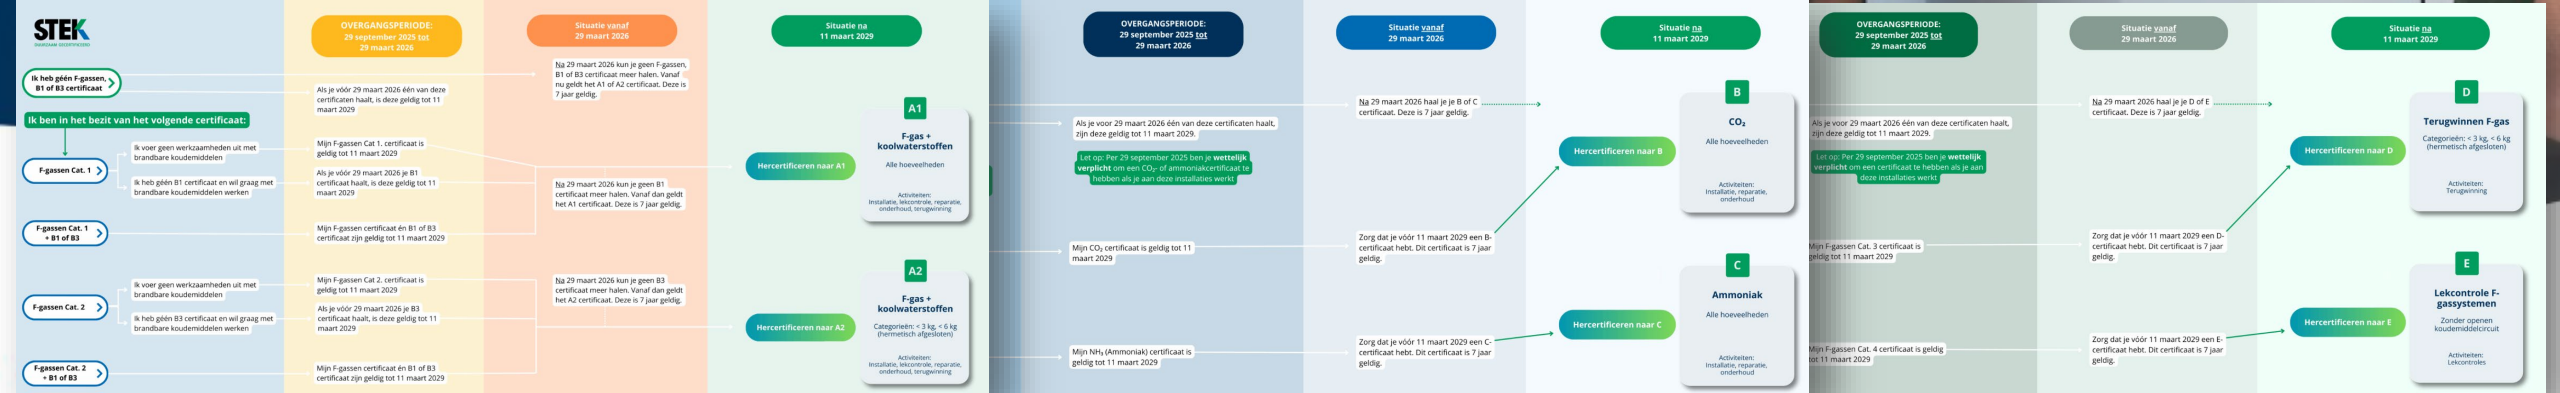 STEK
DUURZAAM GECERTIFICEERD
OVERGANGSPERIODE:
29 september 2025 tot
29 maart 2026
Situatie vanaf
29 maart 2026
Situatie na
11 maart 2029
Ik heb géén F-gassen,
B1 of B3 certificaat
Als je vóór 29 maart 2026 één van deze
certificaten haalt, is deze geldig tot 11
maart 2029
Na 29 maart 2026 kun je geen F-gassen,
B1 of B3 certificaat meer halen. Vanaf
nu geldt het A1 of A2 certificaat. Deze is
7 jaar geldig.
Ik ben in het bezit van het volgende certificaat:
F-gassen Cat. 1
Ik voer geen werkzaamheden uit met
brandbare koudemiddelen
Ik heb géén B1 certificaat en wil graag met
brandbare koudemiddelen werken
Mijn F-gassen Cat 1. certificaat is
geldig tot 11 maart 2029
Als je vóór 29 maart 2026 je B1
certificaat haalt, is deze geldig tot 11
maart 2029
Na 29 maart 2026 kun je geen B1
certificaat meer halen. Vanaf dan geldt
het A1 certificaat. Deze is 7 jaar geldig.
Hercertificeren naar A1
A1
F-gas +
koolwaterstoffen
Alle hoeveelheden
Activiteiten:
Installatie, lekcontrole, reparatie,
onderhoud, terugwinning
F-gassen Cat. 1
+ B1 of B3
Mijn F-gassen certificaat én B1 of B3
certificaat zijn geldig tot 11 maart 2029
F-gassen Cat. 2
Ik voer geen werkzaamheden uit met
brandbare koudemiddelen
Ik heb géén B3 certificaat en wil graag met
brandbare koudemiddelen werken
Mijn F-gassen Cat 2. certificaat is
geldig tot 11 maart 2029
Als je vóór 29 maart 2026 je B3
certificaat haalt, is deze geldig tot 11
maart 2029
Na 29 maart 2026 kun je geen B3
certificaat meer halen. Vanaf dan geldt
het A2 certificaat. Deze is 7 jaar geldig.
Hercertificeren naar A2
A2
F-gas +
koolwaterstoffen
Categorieën: < 3 kg, < 6 kg
(hermetisch afgesloten)
Activiteiten:
Installatie, lekcontrole, reparatie,
onderhoud, terugwinning
F-gassen Cat. 2
+ B1 of B3
Mijn F-gassen certificaat én B1 of B3
certificaat zijn geldig tot 11 maart 2029
OVERGANGSPERIODE:
29 september 2025 tot
29 maart 2026
Situatie vanaf
29 maart 2026
Situatie na
11 maart 2029
Als je voor 29 maart 2026 één van deze certificaten haalt,
zijn deze geldig tot 11 maart 2029.
Let op: Per 29 september 2025 ben je wettelijk
verplicht om een CO₂- of ammoniakcertificaat te
hebben als je aan deze installaties werkt
Na 29 maart 2026 haal je je B of C
certificaat. Deze is 7 jaar geldig.
Mijn CO₂ certificaat is geldig tot 11
maart 2029
Zorg dat je vóór 11 maart 2029 een B-
certificaat hebt. Dit certificaat is 7 jaar
geldig.
Hercertificeren naar B
B
CO₂
Alle hoeveelheden
Activiteiten:
Installatie, reparatie,
onderhoud
Mijn NH₃ (Ammoniak) certificaat is
geldig tot 11 maart 2029
Zorg dat je vóór 11 maart 2029 een C-
certificaat hebt. Dit certificaat is 7 jaar
geldig.
Hercertificeren naar C
C
Ammoniak
Alle hoeveelheden
Activiteiten:
Installatie, reparatie,
onderhoud
OVERGANGSPERIODE:
29 september 2025 tot
29 maart 2026
Situatie vanaf
29 maart 2026
Situatie na
11 maart 2029
Als je voor 29 maart 2026 één van deze certificaten haalt,
zijn deze geldig tot 11 maart 2029.
Let op: Per 29 september 2025 ben je wettelijk
verplicht om een certificaat te hebben als je aan
deze installaties werkt
Na 29 maart 2026 haal je je D of E
certificaat. Deze is 7 jaar geldig.
Mijn F-gassen Cat. 3 certificaat is
geldig tot 11 maart 2029
Zorg dat je vóór 11 maart 2029 een D-
certificaat hebt. Dit certificaat is 7 jaar
geldig.
Hercertificeren naar D
D
Terugwinnen F-gas
Categorieën: < 3 kg, < 6 kg
(hermetisch afgesloten)
Activiteiten:
Terugwinning
Mijn F-gassen Cat. 4 certificaat is geldig
tot 11 maart 2029
Zorg dat je vóór 11 maart 2029 een E-
certificaat hebt. Dit certificaat is 7 jaar
geldig.
Hercertificeren naar E
E
Lekcontrole F-
gassystemen
Zonder openen
koudemiddelcircuit
Activiteiten:
Lekcontroles